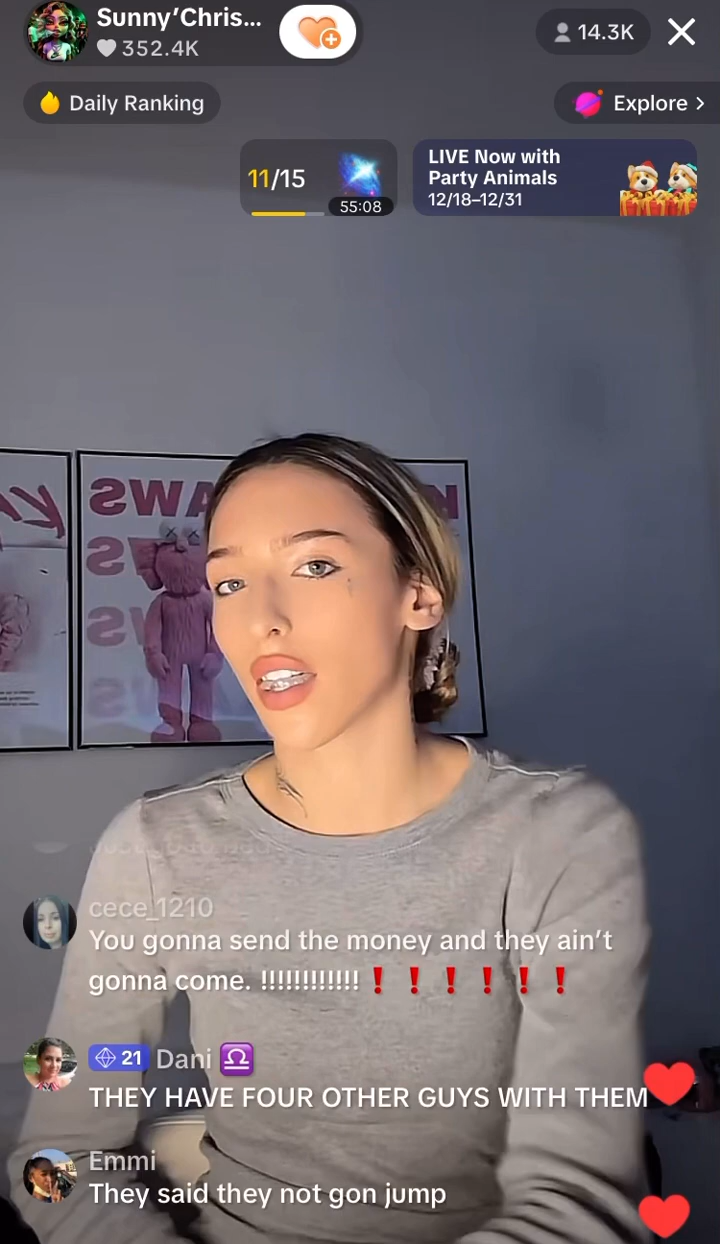 Sunny'Chris...
352.4K
14.3K
Daily Ranking
Explore >
11/15
55:08
LIVE Now with
Party Animals
12/18–12/31
KAWS
cece_1210
You gonna send the money and they ain't
gonna come. !!!!!!!!!!!!❗❗❗❗❗❗
21 Dani ♎
THEY HAVE FOUR OTHER GUYS WITH THEM
Emmi
They said they not gon jump